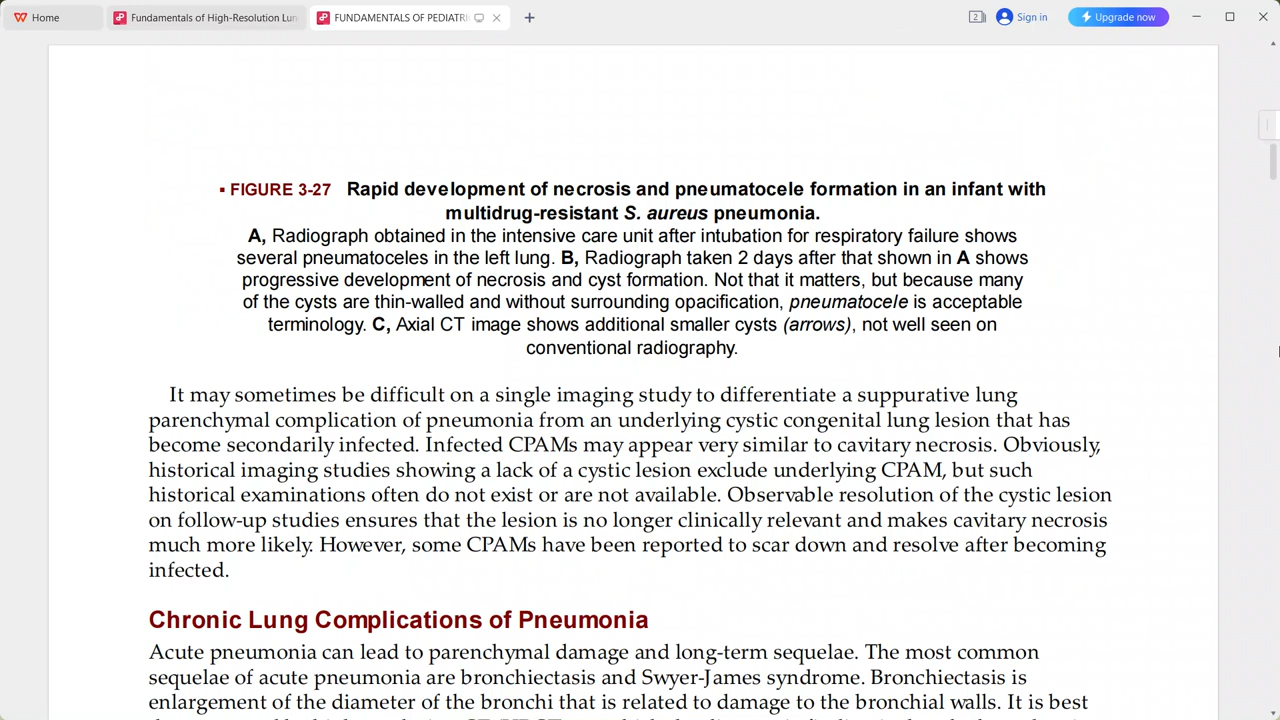 Home
Fundamentals of High-Resolution Lun
FUNDAMENTALS OF PEDIATRI
2
Sign in
Upgrade now
▪ FIGURE 3-27 Rapid development of necrosis and pneumatocele formation in an infant with
multidrug-resistant S. aureus pneumonia.
A, Radiograph obtained in the intensive care unit after intubation for respiratory failure shows
several pneumatoceles in the left lung. B, Radiograph taken 2 days after that shown in A shows
progressive development of necrosis and cyst formation. Not that it matters, but because many
of the cysts are thin-walled and without surrounding opacification, pneumatocele is acceptable
terminology. C, Axial CT image shows additional smaller cysts (arrows), not well seen on
conventional radiography.
It may sometimes be difficult on a single imaging study to differentiate a suppurative lung
parenchymal complication of pneumonia from an underlying cystic congenital lung lesion that has
become secondarily infected. Infected CPAMs may appear very similar to cavitary necrosis. Obviously,
historical imaging studies showing a lack of a cystic lesion exclude underlying CPAM, but such
historical examinations often do not exist or are not available. Observable resolution of the cystic lesion
on follow-up studies ensures that the lesion is no longer clinically relevant and makes cavitary necrosis
much more likely. However, some CPAMs have been reported to scar down and resolve after becoming
infected.
Chronic Lung Complications of Pneumonia
Acute pneumonia can lead to parenchymal damage and long-term sequelae. The most common
sequelae of acute pneumonia are bronchiectasis and Swyer-James syndrome. Bronchiectasis is
enlargement of the diameter of the bronchi that is related to damage to the bronchial walls. It is best